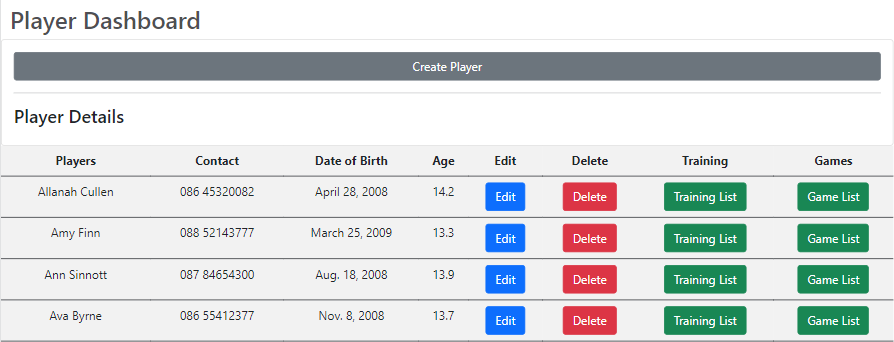 Player Dashboard
Create Player
Player Details
Players Contact Date of Birth Age Edit Delete Training Games
Allanah Cullen 086 45320082 April 28, 2008 14.2 Edit Delete Training List Game List
Amy Finn 088 52143777 March 25, 2009 13.3 Edit Delete Training List Game List
Ann Sinnott 087 84654300 Aug. 18, 2008 13.9 Edit Delete Training List Game List
Ava Byrne 086 55412377 Nov. 8, 2008 13.7 Edit Delete Training List Game List